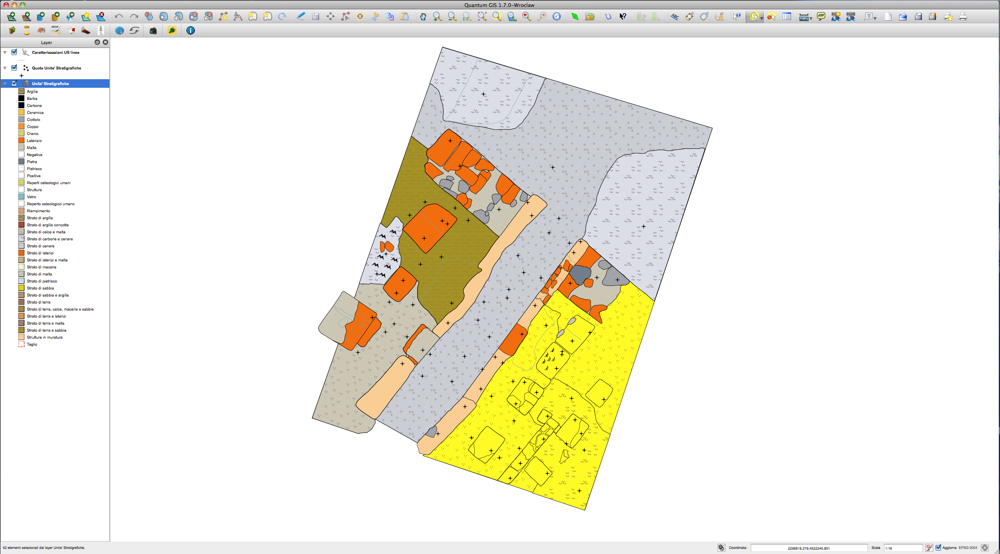 Quantum GIS 1.7.0-Wroclaw
ABC
HOME
T
US14
Layer
Caratterizzazioni US linee
Quote Unita' Stratigrafiche
Unita' Stratigrafiche
Argilla
Barba
Carbone
Ceramica
Ciottolo
Coppo
Cranio
Laterizio
Malta
Negativa
Pietra
Pietrisco
Positiva
Reperti osteologici umani
Struttura
Vetro
Reperto osteologico umano
Riempimento
Strato di argilla
Strato di argilla concotta
Strato di calce e malta
Strato di carbone e cenere
Strato di cenere
Strato di laterizi
Strato di laterizi e malta
Strato di macerie
Strato di malta
Strato di pietrisco
Strato di sabbia
Strato di sabbia e argilla
Strato di terra
Strato di terra, calce, macerie e sabbie
Strato di terra e laterizi
Strato di terra e malta
Strato di terra e sabbia
Struttura in muratura
Taglio
42 elementi selezionati dal layer Unita' Stratigrafiche.
Coordinata: 2296818.279,4922249.901 Scala 1:16 Aggiorna EPSG:3004